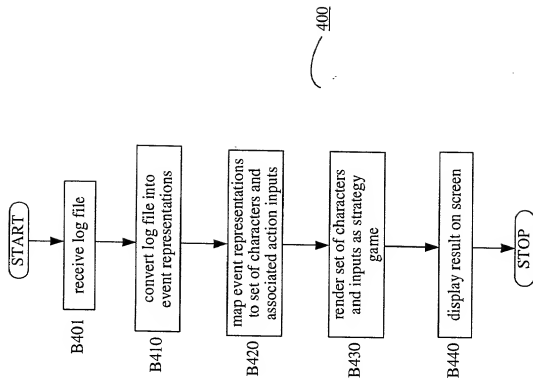 400
START
B401
receive log file
B410
convert log file into
event representations
B420
map event representations
to set of characters and
associated action inputs
B430
render set of characters
and inputs as strategy
game
B440
display result on screen
STOP